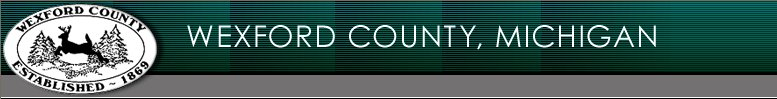 WEXFORD COUNTY
ESTABLISHED ~ 1869
WEXFORD COUNTY, MICHIGAN